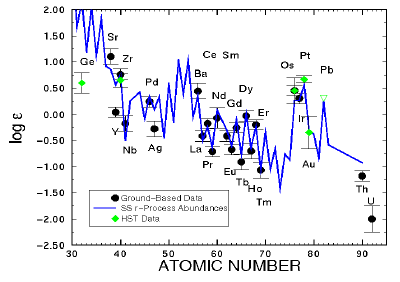 2.00
1.50
1.00
0.50
0.00
−0.50
−1.00
−1.50
−2.00
−2.50
log ε
Ge
Sr
Zr
Y
Nb
Pd
Ag
Ba
Ce
Sm
Nd
Dy
Gd
Er
La
Pr
Eu
Tb
Ho
Tm
Os
Pt
Ir
Au
Pb
Th
U
Ground−Based Data
SS r−Process Abundances
HST Data
30 40 50 60 70 80 90
ATOMIC NUMBER